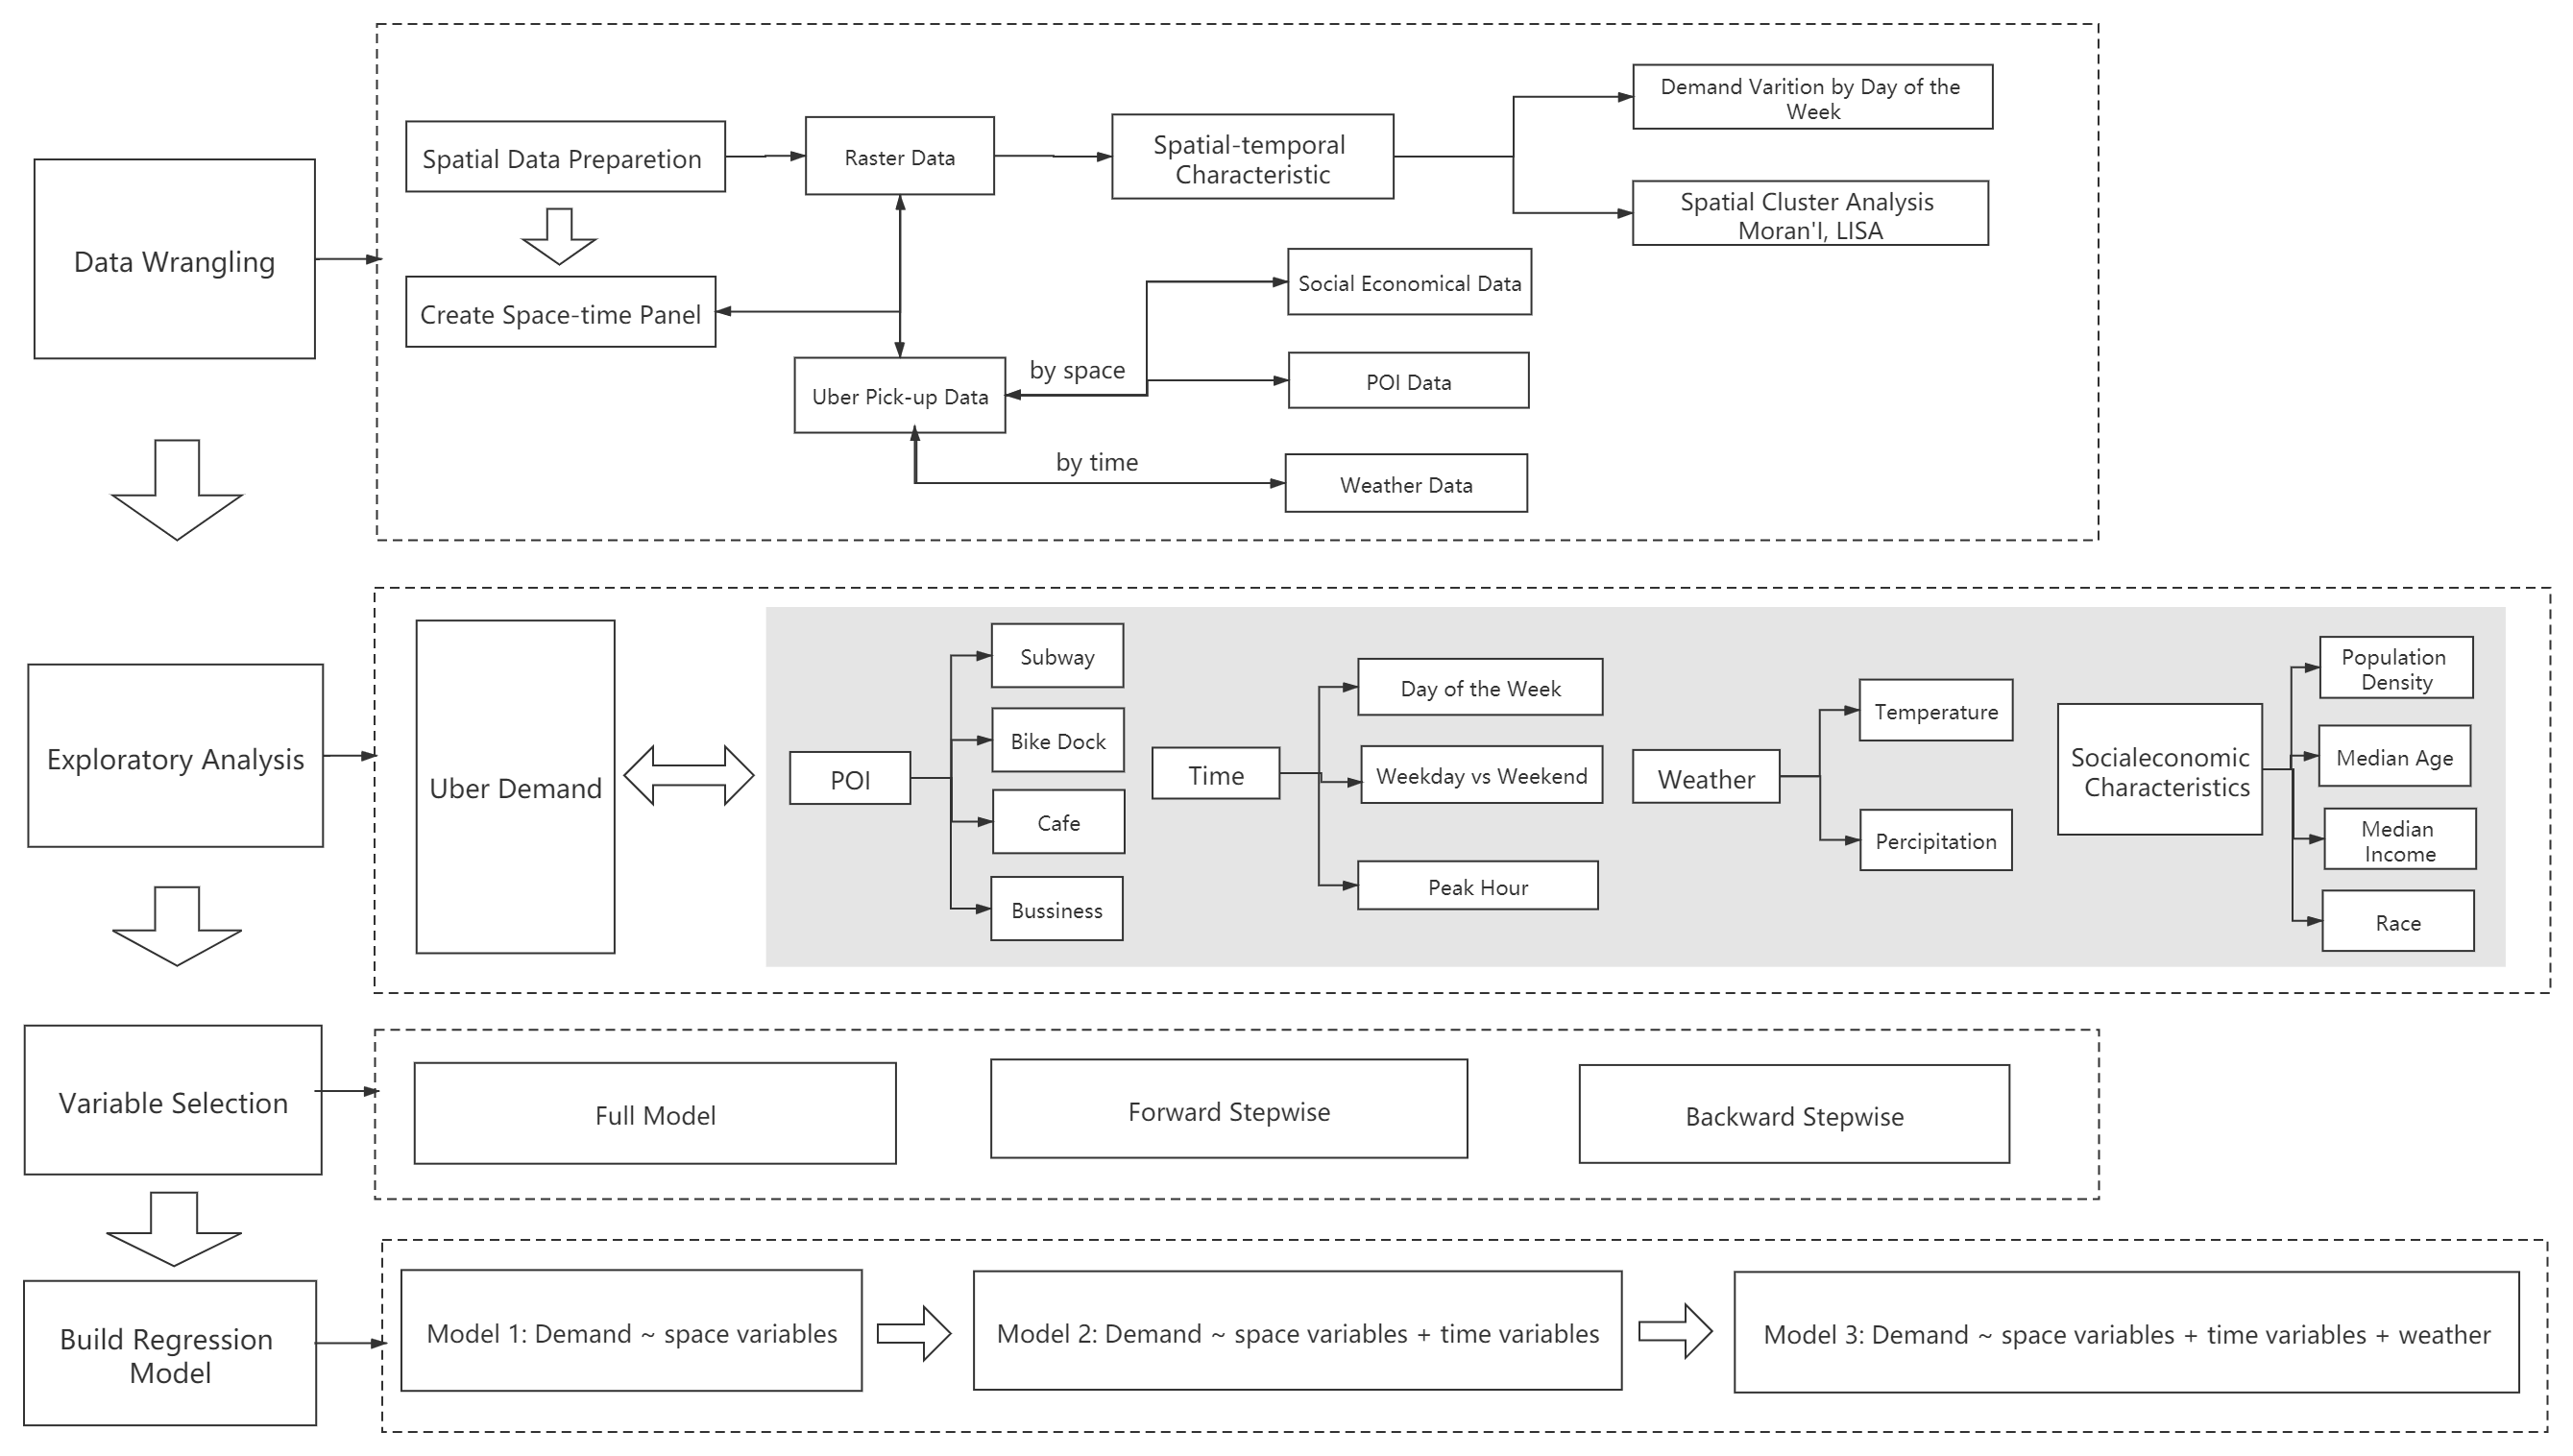 Data Wrangling
Spatial Data Preparetion
Raster Data
Spatial-temporal
Characteristic
Demand Varition by Day of the
Week
Spatial Cluster Analysis
Moran'I, LISA
Create Space-time Panel
Uber Pick-up Data
by space
Social Economical Data
POI Data
by time
Weather Data
Exploratory Analysis
Uber Demand
POI
Subway
Bike Dock
Cafe
Bussiness
Time
Day of the Week
Weekday vs Weekend
Peak Hour
Weather
Temperature
Percipitation
Socialeconomic
Characteristics
Population
Density
Median Age
Median
Income
Race
Variable Selection
Full Model
Forward Stepwise
Backward Stepwise
Build Regression
Model
Model 1: Demand ~ space variables
Model 2: Demand ~ space variables + time variables
Model 3: Demand ~ space variables + time variables + weather